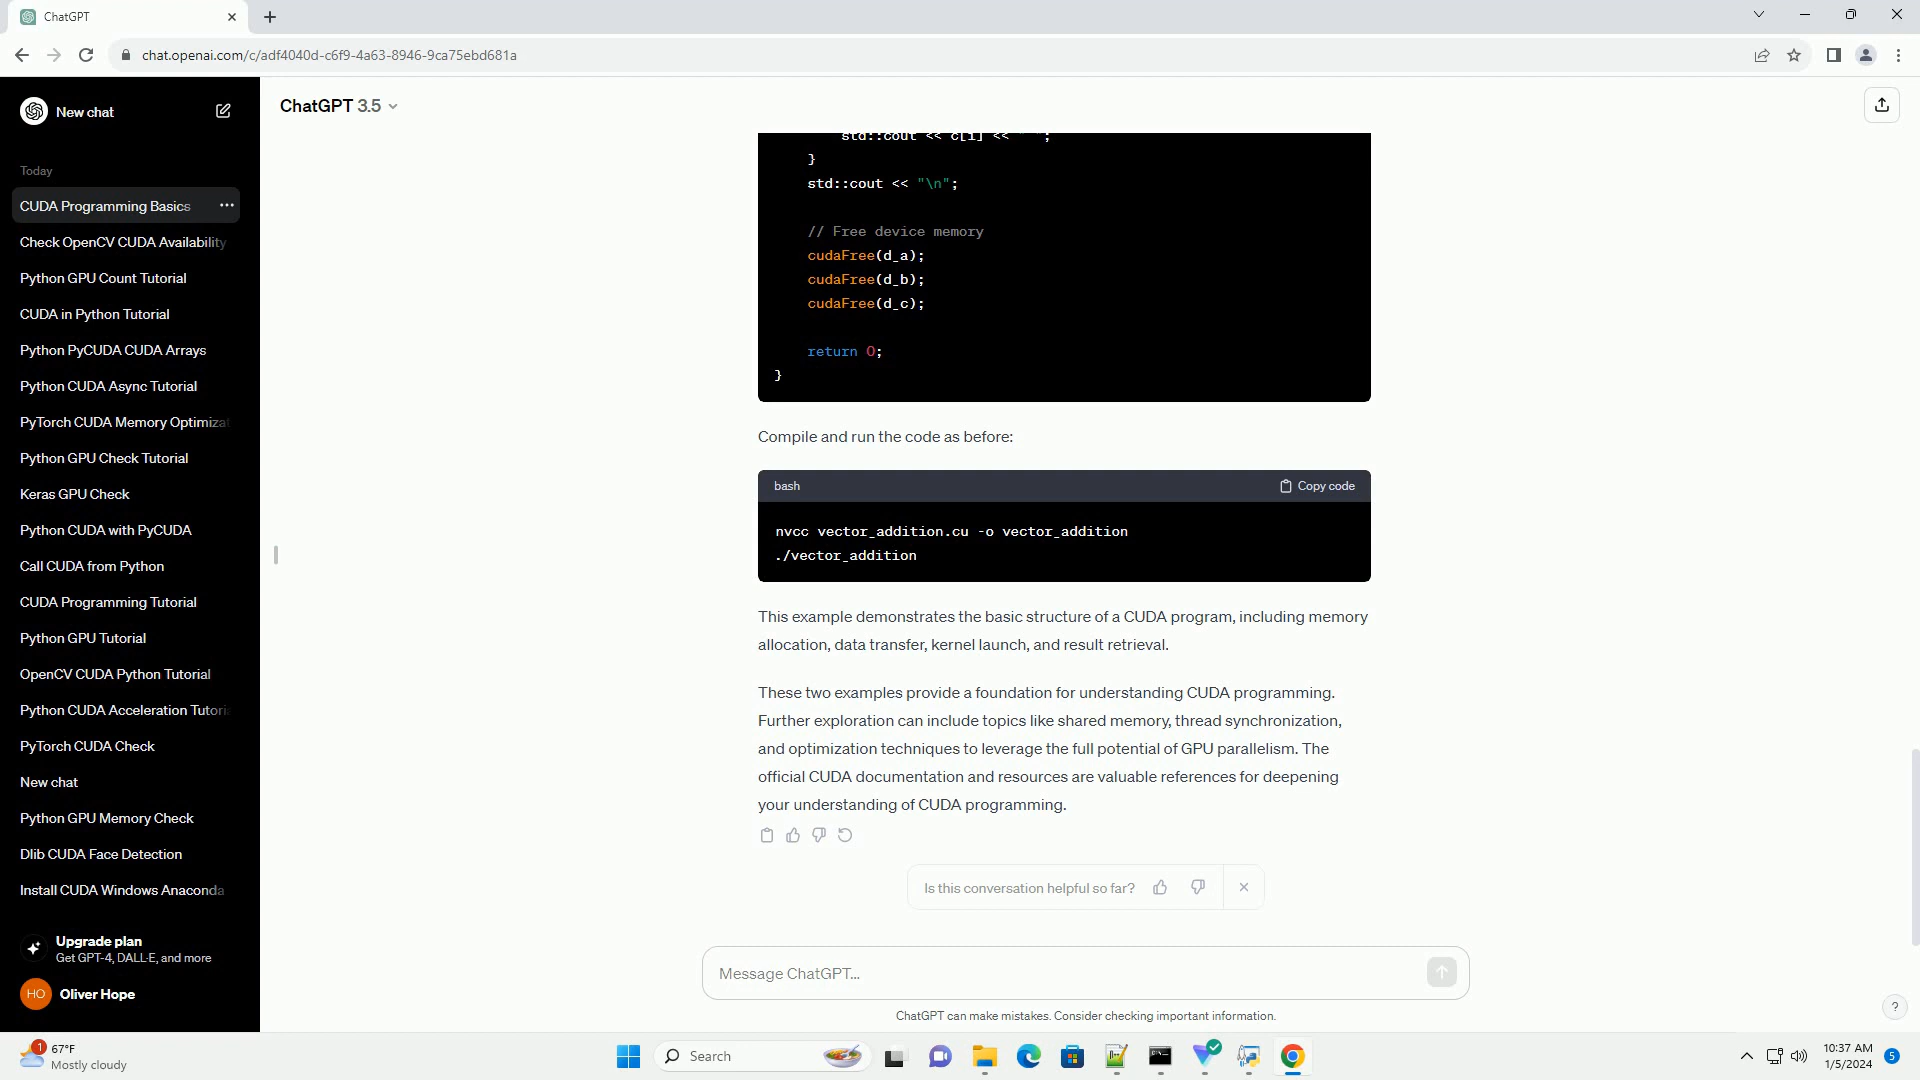 ChatGPT
chat.openai.com/c/adf4040d-c6f9-4a63-8946-9ca75ebd681a
New chat
ChatGPT 3.5
Today
CUDA Programming Basics
Check OpenCV CUDA Availability
Python GPU Count Tutorial
CUDA in Python Tutorial
Python PyCUDA CUDA Arrays
Python CUDA Async Tutorial
PyTorch CUDA Memory Optimizat
Python GPU Check Tutorial
Keras GPU Check
Python CUDA with PyCUDA
Call CUDA from Python
CUDA Programming Tutorial
Python GPU Tutorial
OpenCV CUDA Python Tutorial
Python CUDA Acceleration Tutori
PyTorch CUDA Check
New chat
Python GPU Memory Check
Dlib CUDA Face Detection
Install CUDA Windows Anaconda
Upgrade plan
Get GPT-4, DALL·E, and more
HO
Oliver Hope
std::cout << c[i] << " ";
}
std::cout << "\n";
// Free device memory
cudaFree(d_a);
cudaFree(d_b);
cudaFree(d_c);
return 0;
}
Compile and run the code as before:
bash
Copy code
nvcc vector_addition.cu -o vector_addition
./vector_addition
This example demonstrates the basic structure of a CUDA program, including memory
allocation, data transfer, kernel launch, and result retrieval.
These two examples provide a foundation for understanding CUDA programming.
Further exploration can include topics like shared memory, thread synchronization,
and optimization techniques to leverage the full potential of GPU parallelism. The
official CUDA documentation and resources are valuable references for deepening
your understanding of CUDA programming.
Is this conversation helpful so far?
Message ChatGPT...
ChatGPT can make mistakes. Consider checking important information.
?
1
67°F
Mostly cloudy
Search
10:37 AM
1/5/2024
5